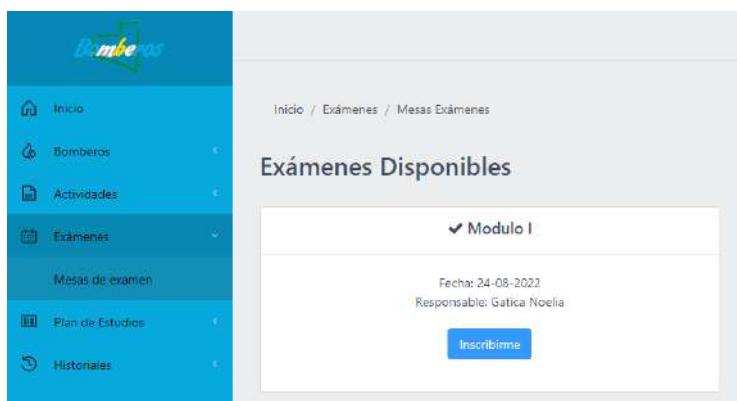 Bomberos
Inicio
Bomberos
Actividades
Exámenes
Mesas de examen
Plan de Estudios
Historiales
Inicio / Exámenes / Mesas Exámenes
Exámenes Disponibles
Modulo I
Fecha: 24-08-2022
Responsable: Gatica Noelia
Inscribirme